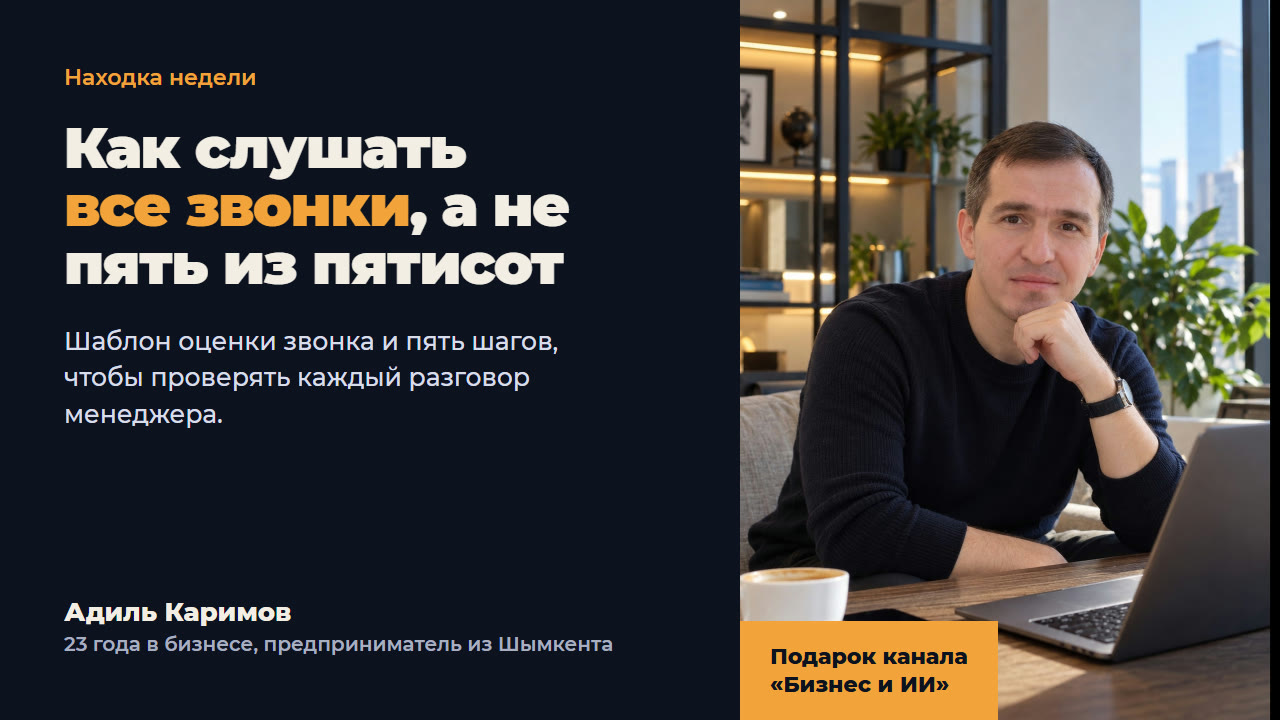 Находка недели
Как слушать
все звонки, а не
пять из пятисот
Шаблон оценки звонка и пять шагов,
чтобы проверять каждый разговор
менеджера.
Адиль Каримов
23 года в бизнесе, предприниматель из Шымкента
Подарок канала
«Бизнес и ИИ»